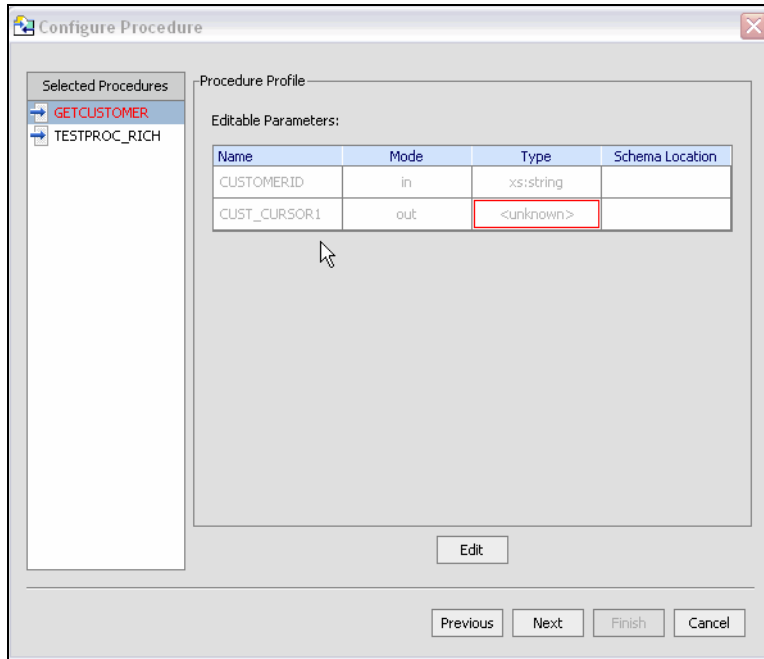 Configure Procedure
Selected Procedures
GETCUSTOMER
TESTPROC_RICH
Procedure Profile
Editable Parameters:
Name Mode Type Schema Location
CUSTOMERID in xs:string
CUST_CURSOR1 out <unknown>
Edit
Previous Next Finish Cancel